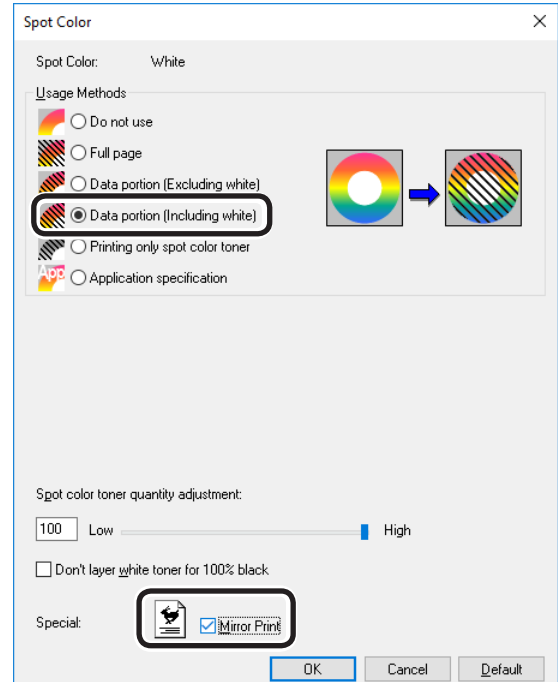 Spot Color
Spot Color: White
Usage Methods
Do not use
Full page
Data portion (Excluding white)
Data portion (Including white)
Printing only spot color toner
App
Application specification
Spot color toner quantity adjustment:
100 Low High
Don't layer white toner for 100% black
Special: Mirror Print
OK Cancel Default